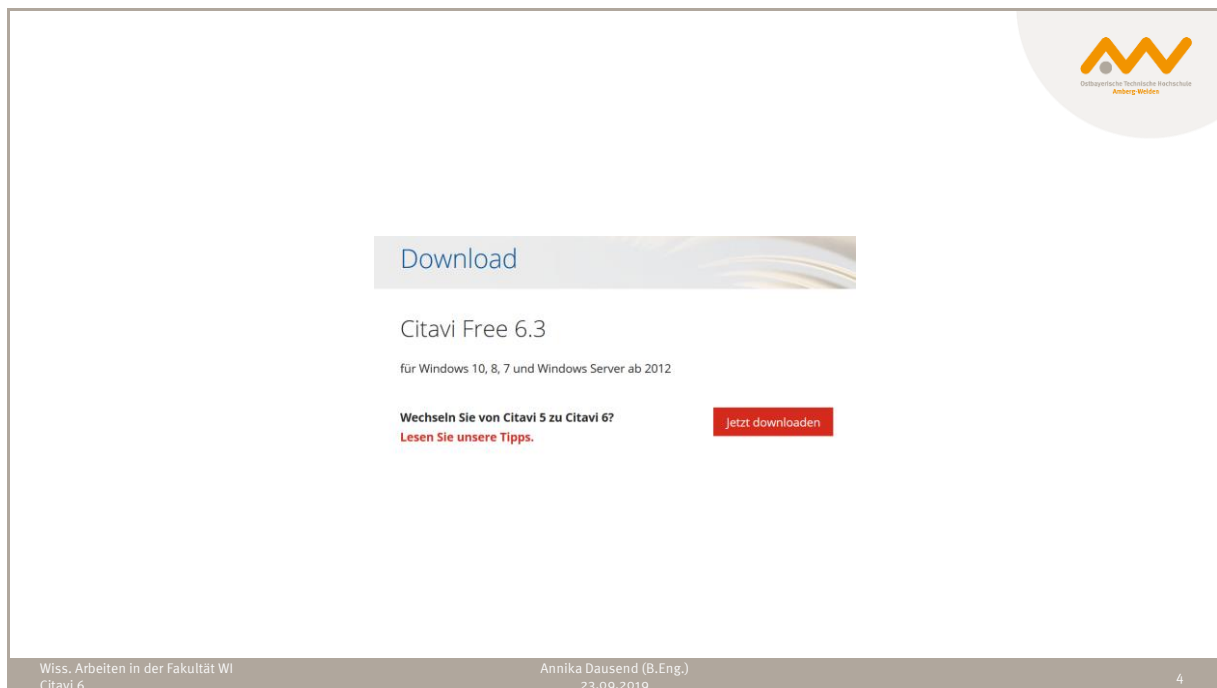 Ostbayerische Technische Hochschule
Amberg-Weiden
Download
Citavi Free 6.3
für Windows 10, 8, 7 und Windows Server ab 2012
Wechseln Sie von Citavi 5 zu Citavi 6?
Lesen Sie unsere Tipps.
Jetzt downloaden
Wiss. Arbeiten in der Fakultät WI
Citavi 6
Annika Dausend (B.Eng.)
23.09.2019
4